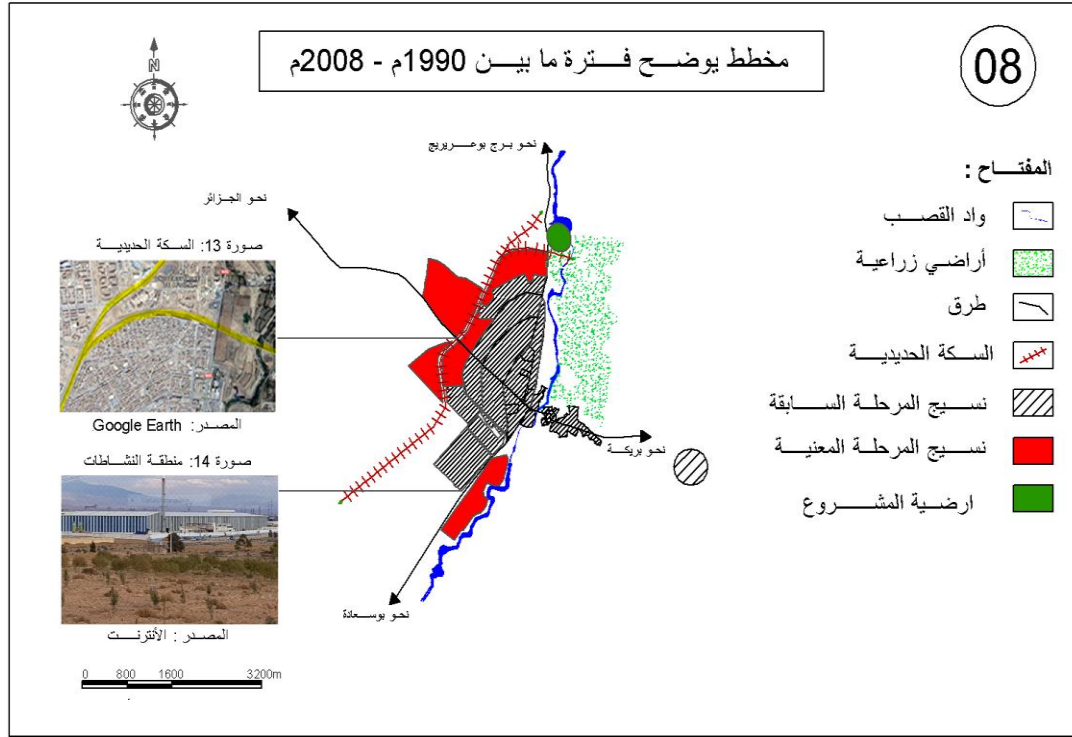 08
مخطط يوضح فترة ما بين 1990م - 2008م
N
نحو برج بوعريريج
نحو الجزائر
نحو بريكة
نحو بوسعادة
المفتاح :
واد القصب
أراضي زراعية
طرق
السكة الحديدية
نسيج المرحلة السابقة
نسيج المرحلة المعنية
ارضية المشروع
صورة 13: السكة الحديدية
المصدر: Google Earth
صورة 14: منطقة النشاطات
المصدر : الأنترنت
0 800 1600 3200m